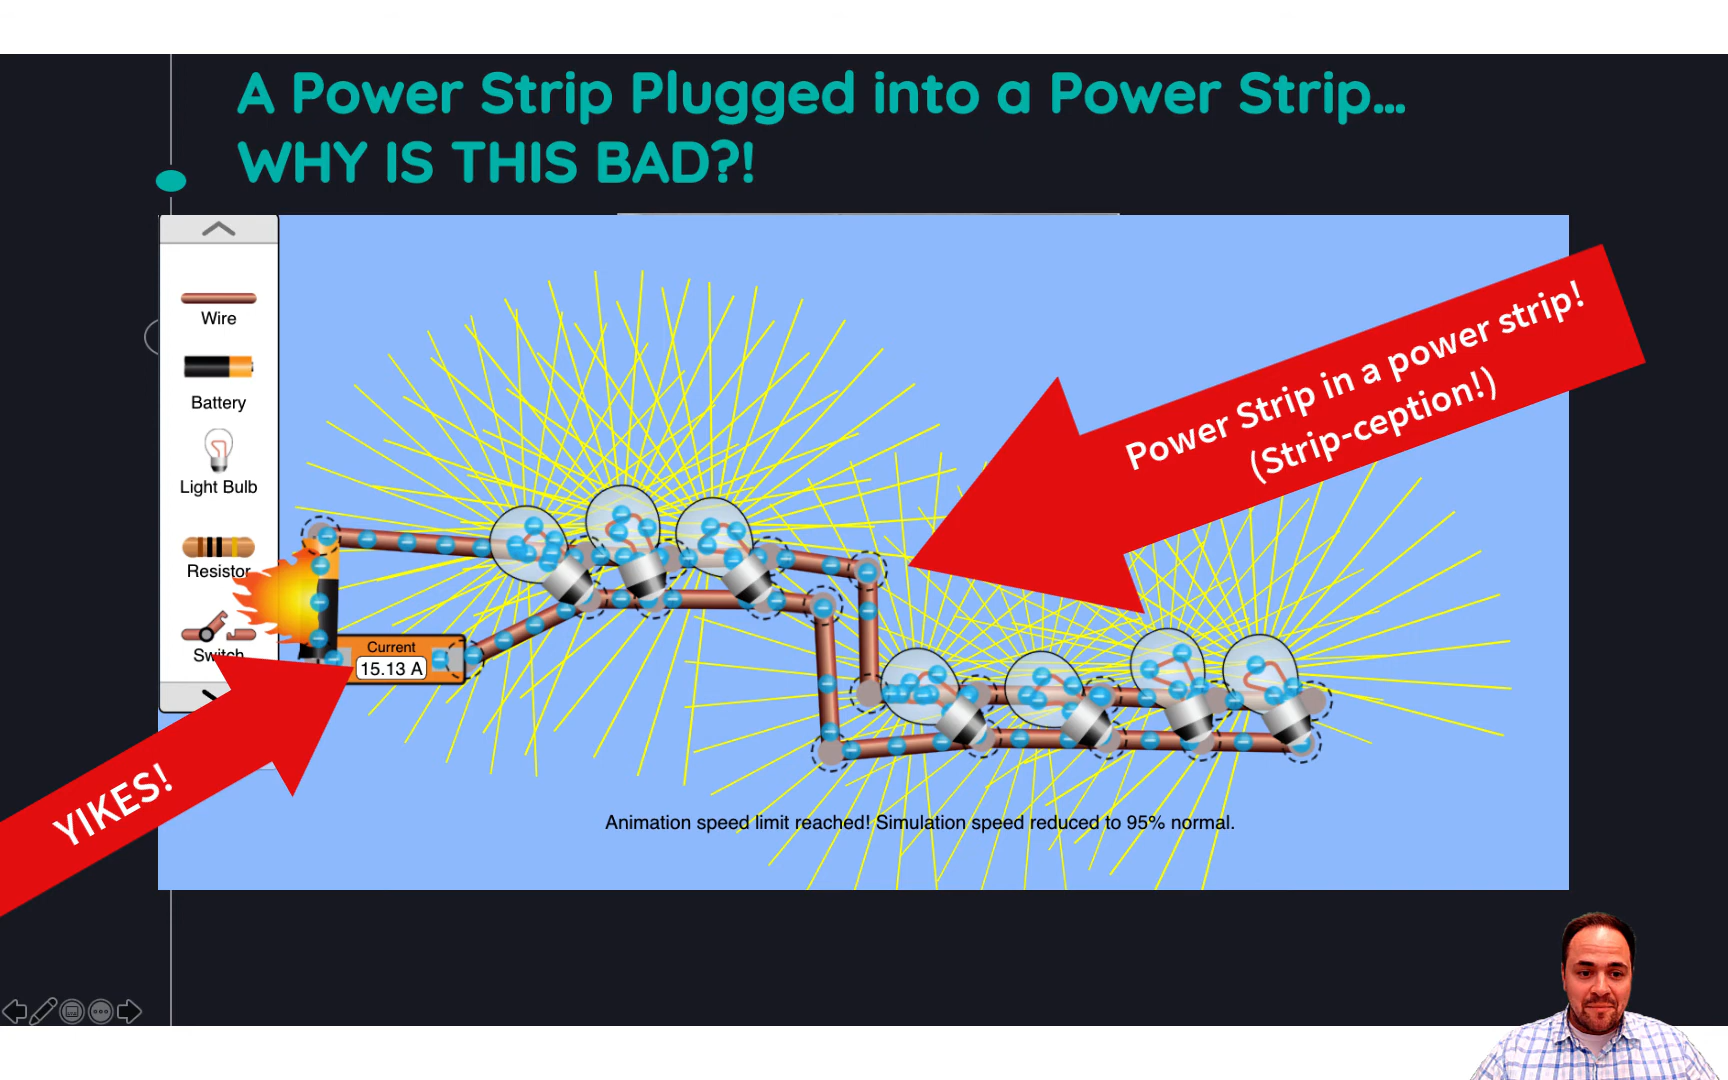 A Power Strip Plugged into a Power Strip...
WHY IS THIS BAD?!
Wire
Battery
Light Bulb
Resistor
Switch
Current
15.13 A
Power Strip in a power strip!
(Strip-ception!)
YIKES!
Animation speed limit reached! Simulation speed reduced to 95% normal.